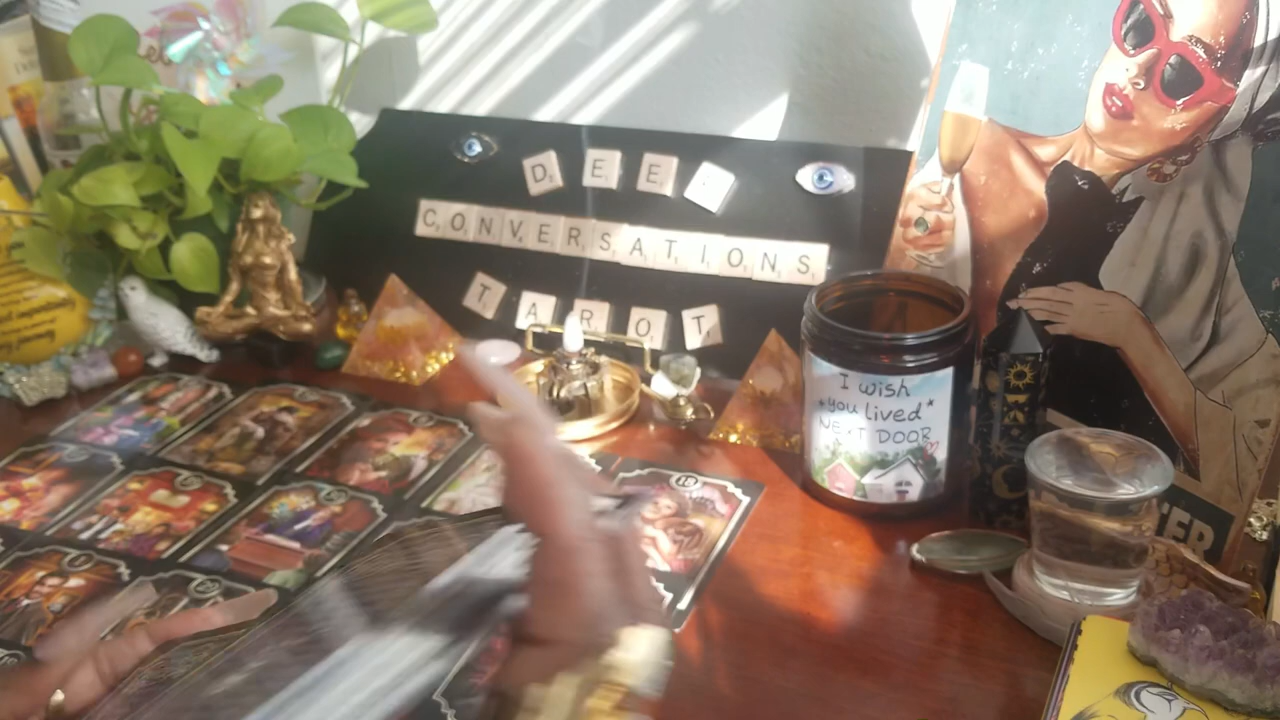 DEE
CONVERSATIONS
TAROT
I wish
*you lived*
NEXT DOOR